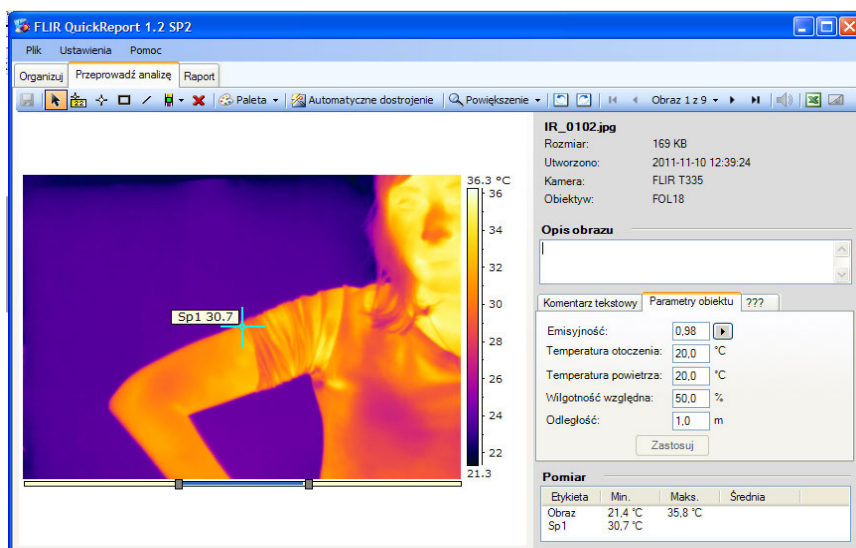 FLIR QuickReport 1.2 SP2
Plik Ustawienia Pomoc
Organizuj Przeprowadź analizę Raport
22 Paleta Automatyczne dostrojenie Powiększenie Obraz 1 z 9
IR_0102.jpg
Rozmiar: 169 KB
Utworzono: 2011-11-10 12:39:24
Kamera: FLIR T335
Obiektyw: FOL18
Opis obrazu
36.3 °C
36
34
32
30
28
26
24
22
21.3
Sp1 30.7
Komentarz tekstowy Parametry obiektu ???
Emisyjność: 0,98
Temperatura otoczenia: 20,0 °C
Temperatura powietrza: 20,0 °C
Wilgotność względna: 50,0 %
Odległość: 1,0 m
Zastosuj
Pomiar
Etykieta Min. Maks. Średnia
Obraz 21,4 °C 35,8 °C
Sp1 30,7 °C